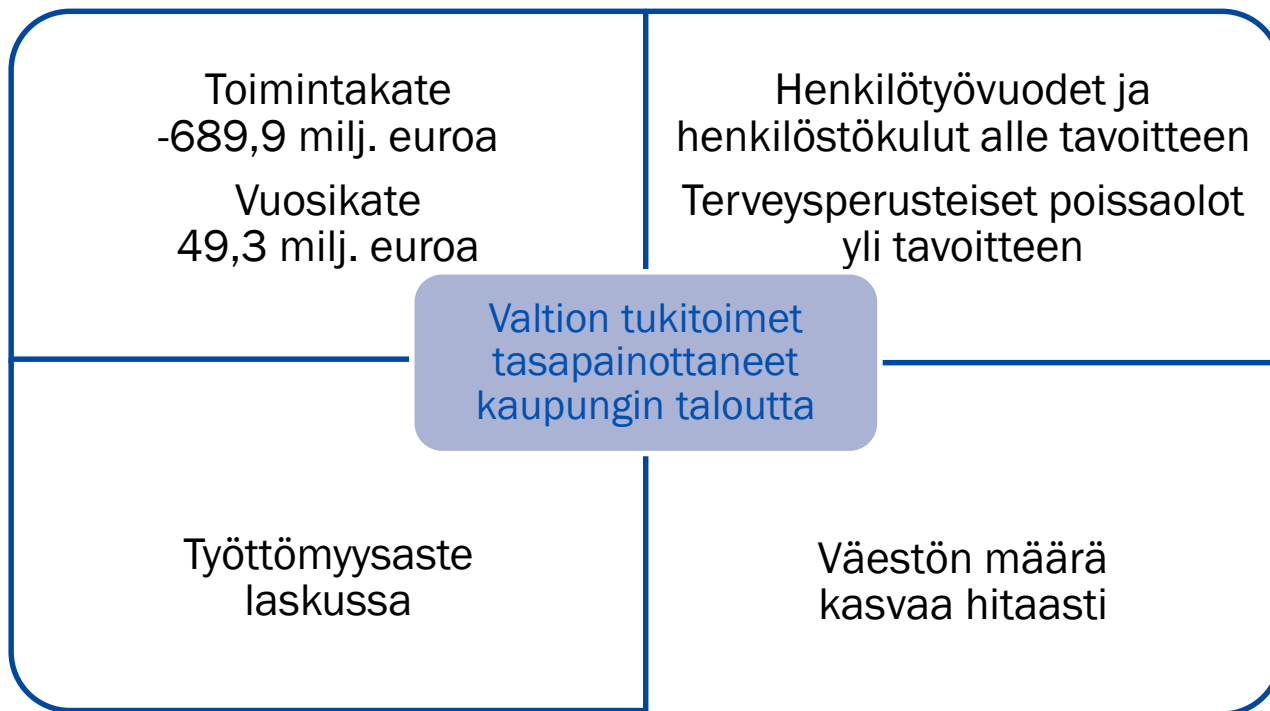 Toimintakate
-689,9 milj. euroa
Vuosikate
49,3 milj. euroa
Henkilötyövuodet ja
henkilöstökulut alle tavoitteen
Terveysperusteiset poissaolot
yli tavoitteen
Valtion tukitoimet
tasapainottaneet
kaupungin taloutta
Työttömyysaste
laskussa
Väestön määrä
kasvaa hitaasti